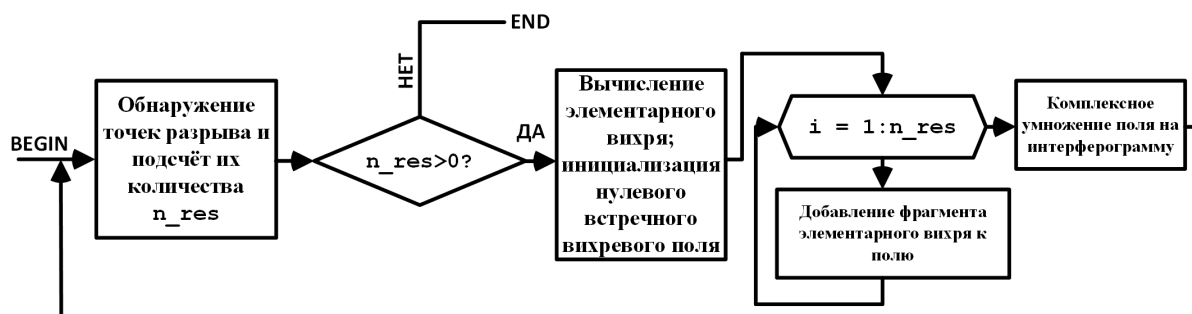 BEGIN
Обнаружение
точек разрыва и
подсчёт их
количества
n_res
n_res>0?
НЕТ
END
ДА
Вычисление
элементарного
вихря;
инициализация
нулевого
встречного
вихревого поля
i = 1:n_res
Добавление фрагмента
элементарного вихря к
полю
Комплексное
умножение поля на
интерферограмму